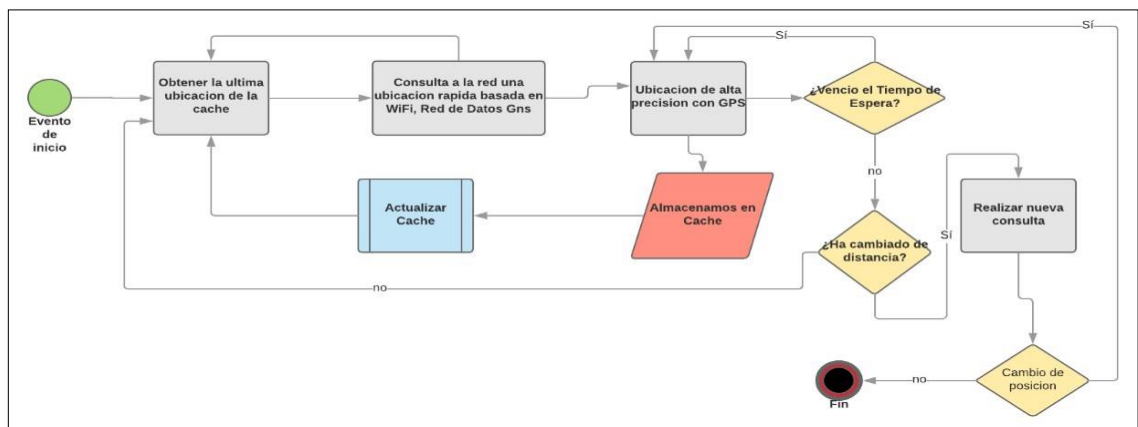 Sí
Sí
Obtener la ultima
ubicacion de la
cache
Consulta a la red una
ubicacion rapida basada en
WiFi, Red de Datos Gns
Ubicacion de alta
precision con GPS
¿Vencio el Tiempo de
Espera?
Evento
de
inicio
no
Actualizar
Cache
Almacenamos en
Cache
¿Ha cambiado de
distancia?
Sí
Realizar nueva
consulta
no
Cambio de
posicion
no
Fin